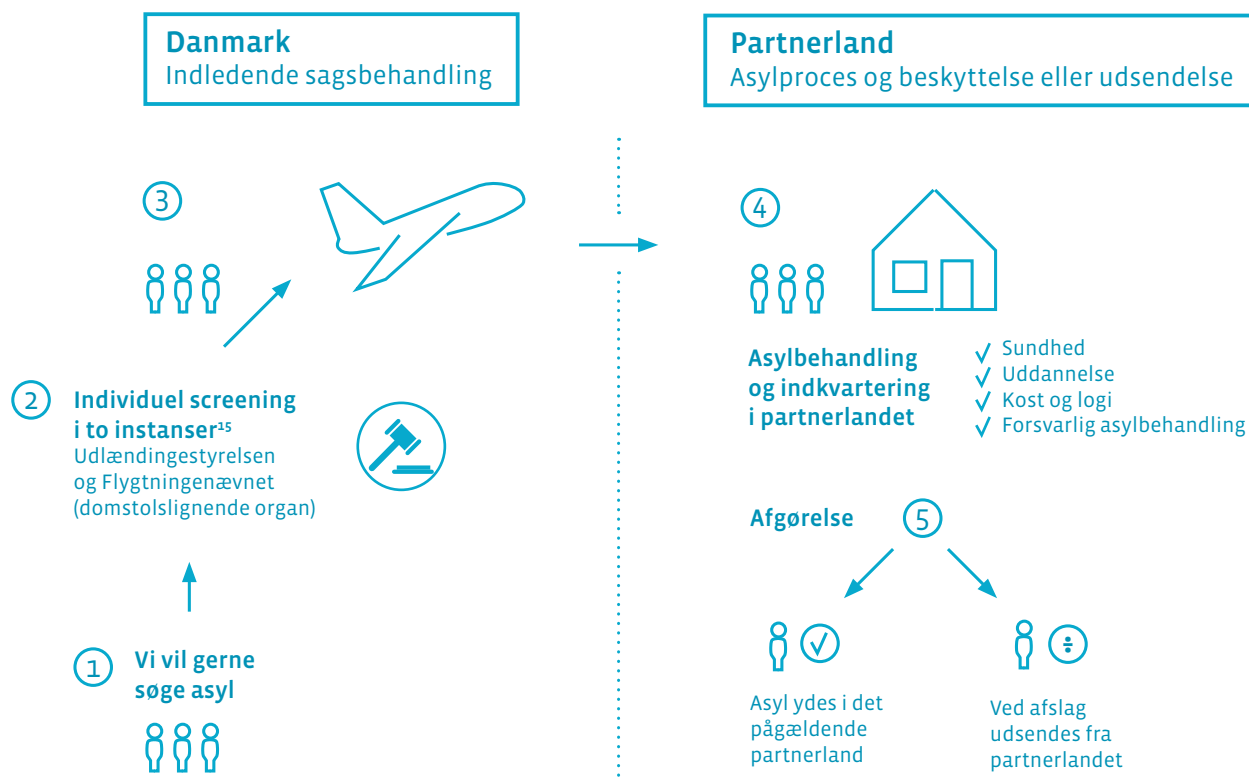 Danmark
Indledende sagsbehandling
Partnerland
Asylproces og beskyttelse eller udsendelse
3
4
Asylbehandling
og indkvartering
i partnerlandet
√ Sundhed
√ Uddannelse
√ Kost og logi
√ Forsvarlig asylbehandling
2
Individuel screening
i to instanser¹⁵
Udlændingestyrelsen
og Flygtningenævnet
(domstolslignende organ)
Afgørelse
5
1
Vi vil gerne
søge asyl
√
÷
Asyl ydes i det
pågældende
partnerland
Ved afslag
udsendes fra
partnerlandet